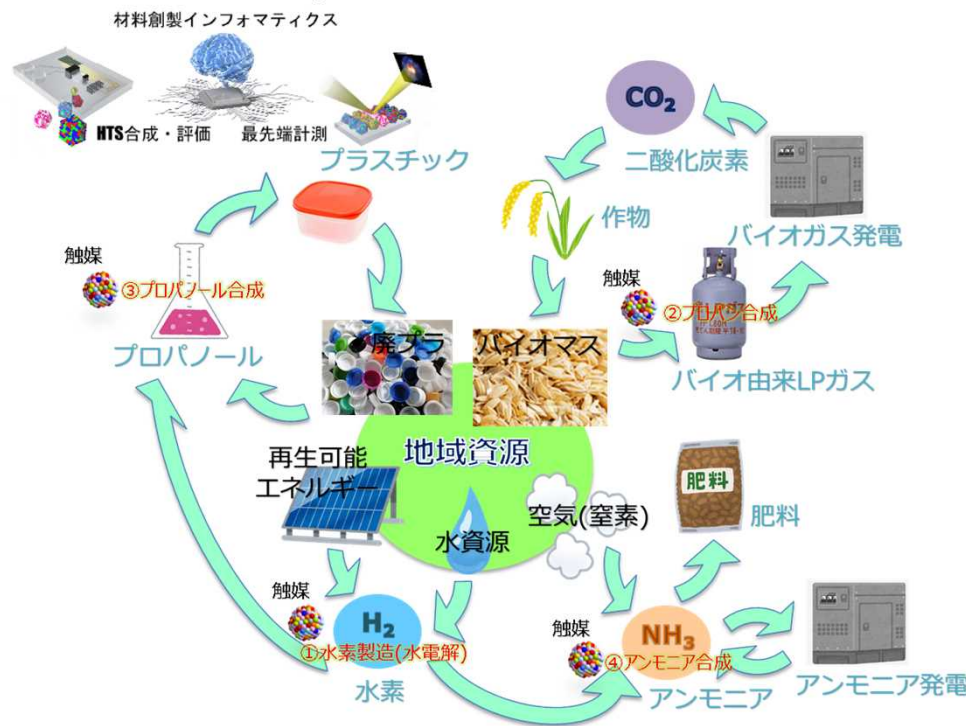 材料創製インフォマティクス
HTS合成・評価
最先端計測
プラスチック
CO₂
二酸化炭素
作物
バイオガス発電
触媒
③プロパノール合成
プロパノール
廃プラ
バイオマス
触媒
②プロパン合成
LPガス
バイオ由来LPガス
地域資源
再生可能
エネルギー
水資源
空気(窒素)
肥料
肥料
触媒
H₂
①水素製造(水電解)
水素
触媒
NH₃
④アンモニア合成
アンモニア
アンモニア発電